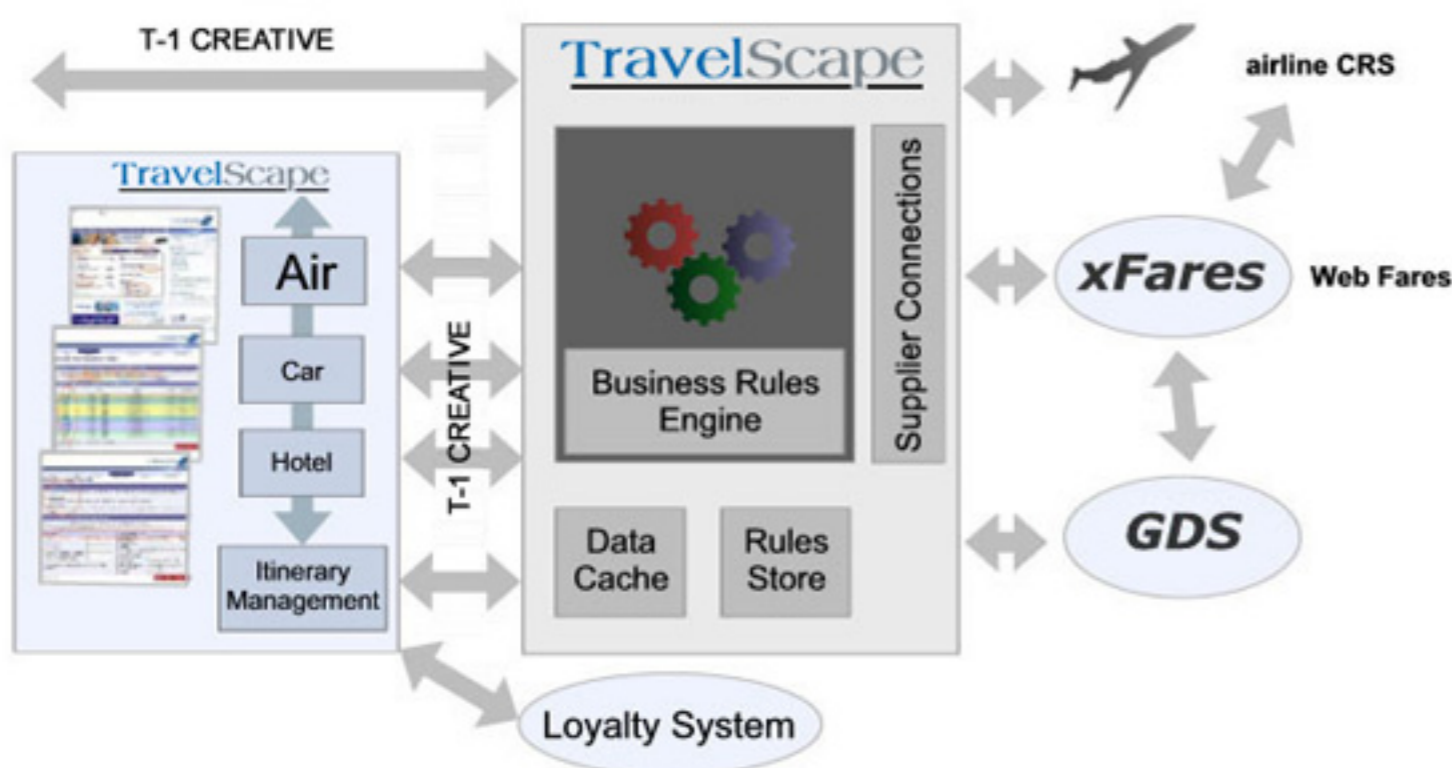 T-1 CREATIVE
TravelScape
airline CRS
TravelScape
Air
Car
Hotel
Itinerary
Management
T-1 CREATIVE
Business Rules
Engine
Supplier Connections
Data
Cache
Rules
Store
xFares
Web Fares
GDS
Loyalty System